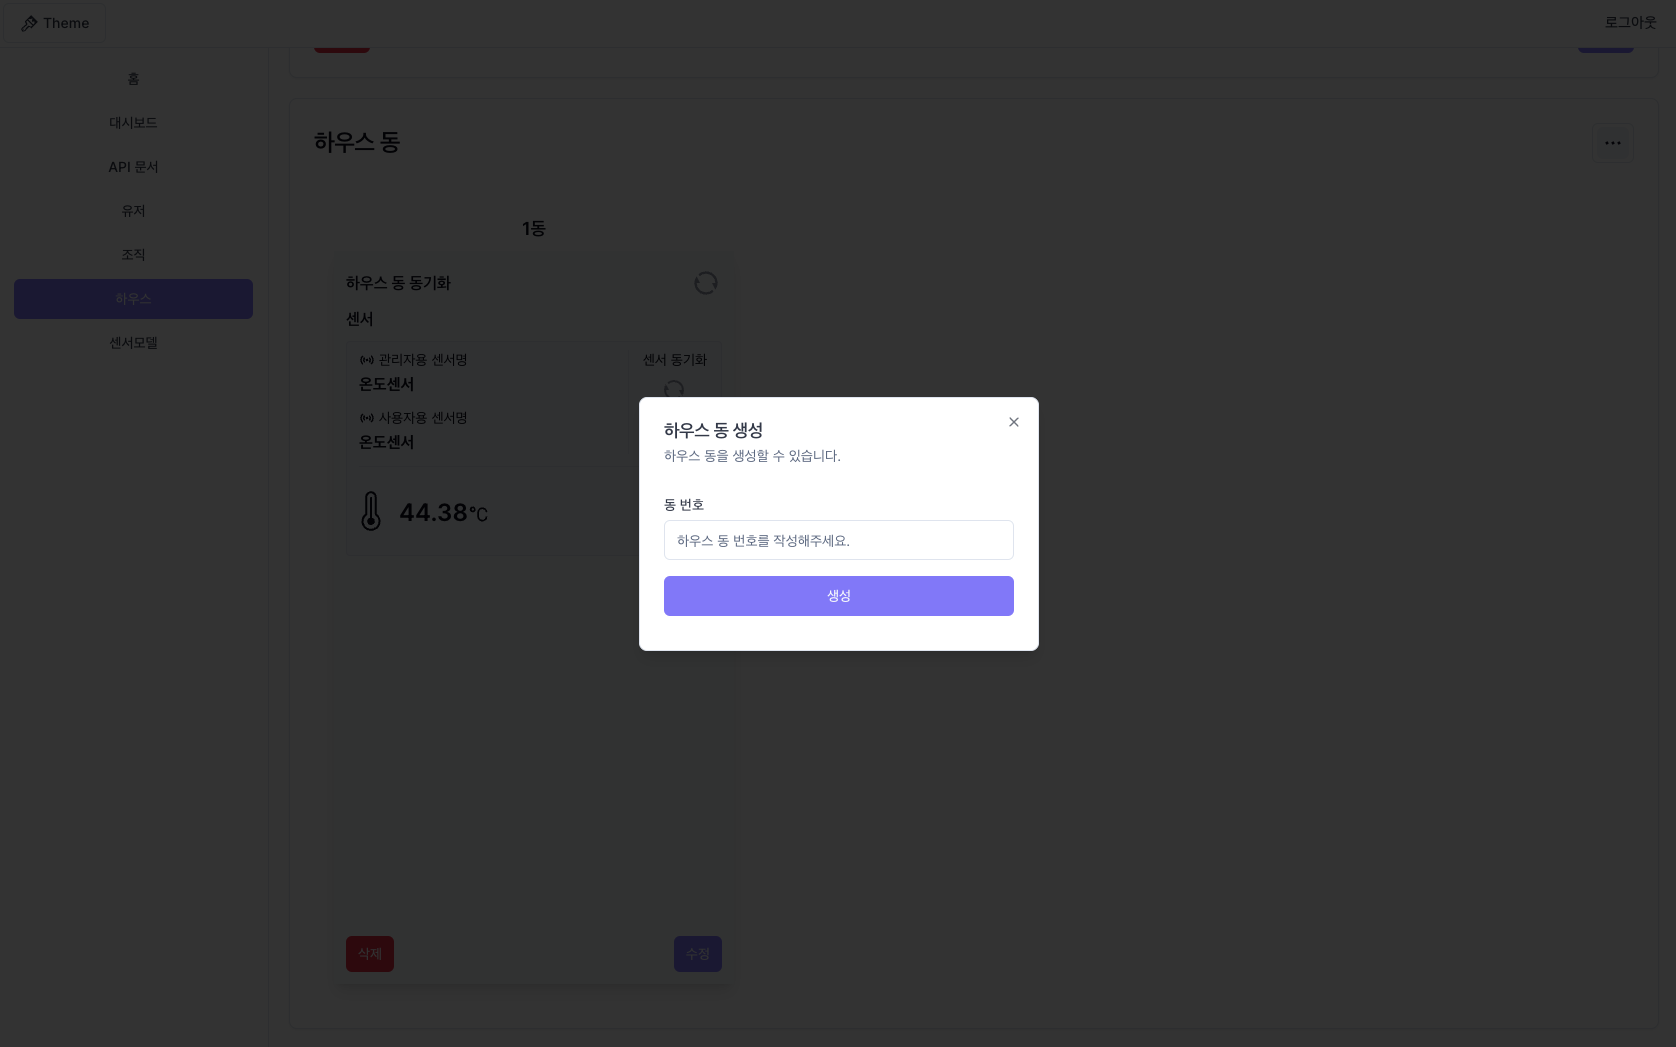 Theme
로그아웃
홈
대시보드
API 문서
유저
조직
하우스
센서모델
하우스 동
1동
하우스 동 동기화
센서
관리자용 센서명
온도센서
사용자용 센서명
온도센서
센서 동기화
44.38°C
삭제
수정
하우스 동 생성
하우스 동을 생성할 수 있습니다.
동 번호
하우스 동 번호를 작성해주세요.
생성